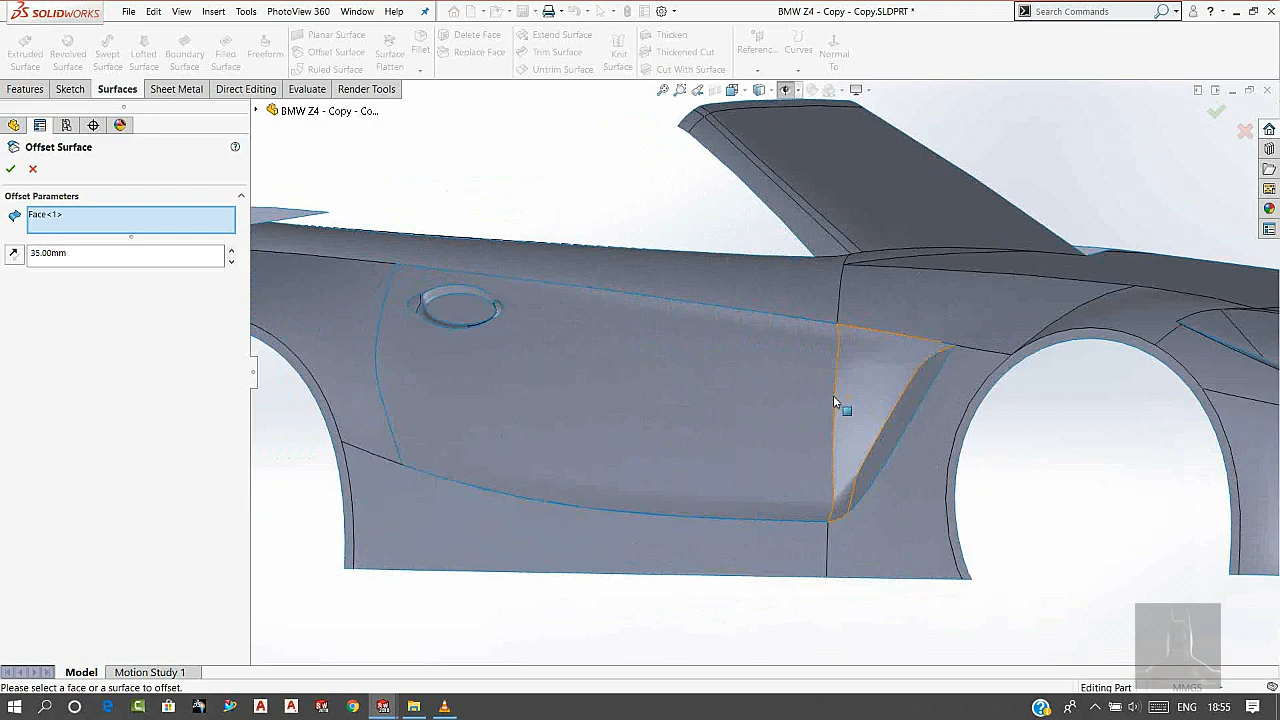 SOLIDWORKS File Edit View Insert Tools PhotoView 360 Window Help BMW Z4 - Copy - Copy.SLDPRT * Search Commands ?
Extruded Surface Revolved Surface Swept Surface Lofted Surface Boundary Surface Filled Surface Freeform
Planar Surface
Offset Surface
Ruled Surface
Surface Flatten
Fillet
Delete Face
Replace Face
Extend Surface
Trim Surface
Untrim Surface
Knit Surface
Thicken
Thickened Cut
Cut With Surface
Referenc...
Curves
Normal To
Features Sketch Surfaces Sheet Metal Direct Editing Evaluate Render Tools
BMW Z4 - Copy - Co...
Offset Surface
Offset Parameters
Face<1>
35.00mm
Model Motion Study 1
Please select a face or a surface to offset. Editing Part MMGS
ENG 18:55